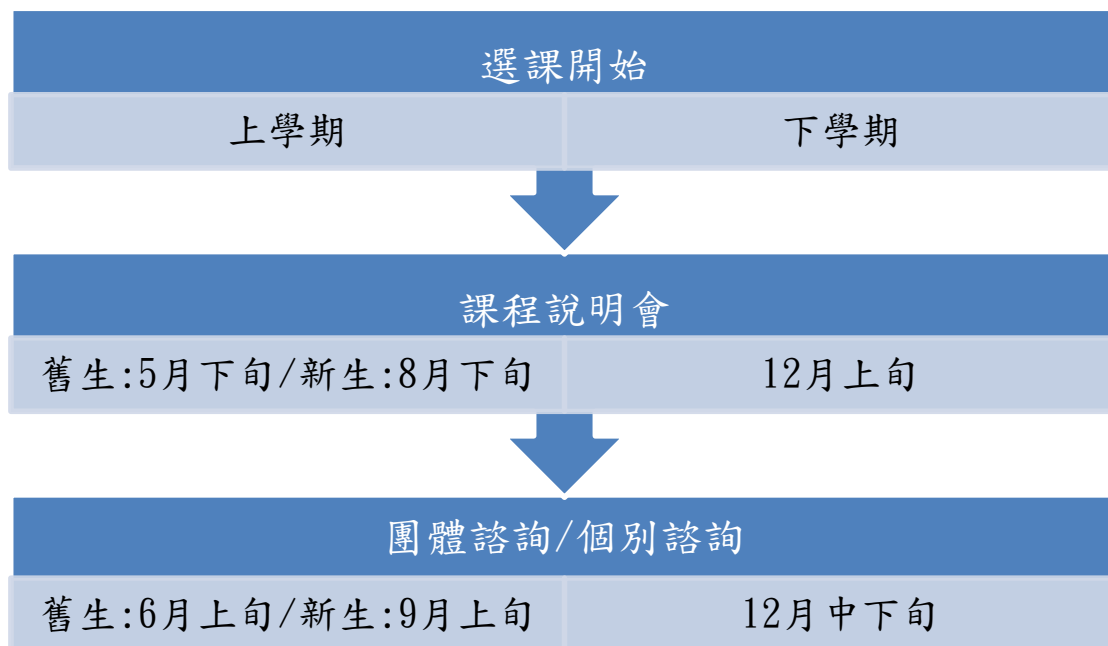 選課開始
上學期
下學期
課程說明會
舊生:5月下旬/新生:8月下旬
12月上旬
團體諮詢/個別諮詢
舊生:6月上旬/新生:9月上旬
12月中下旬